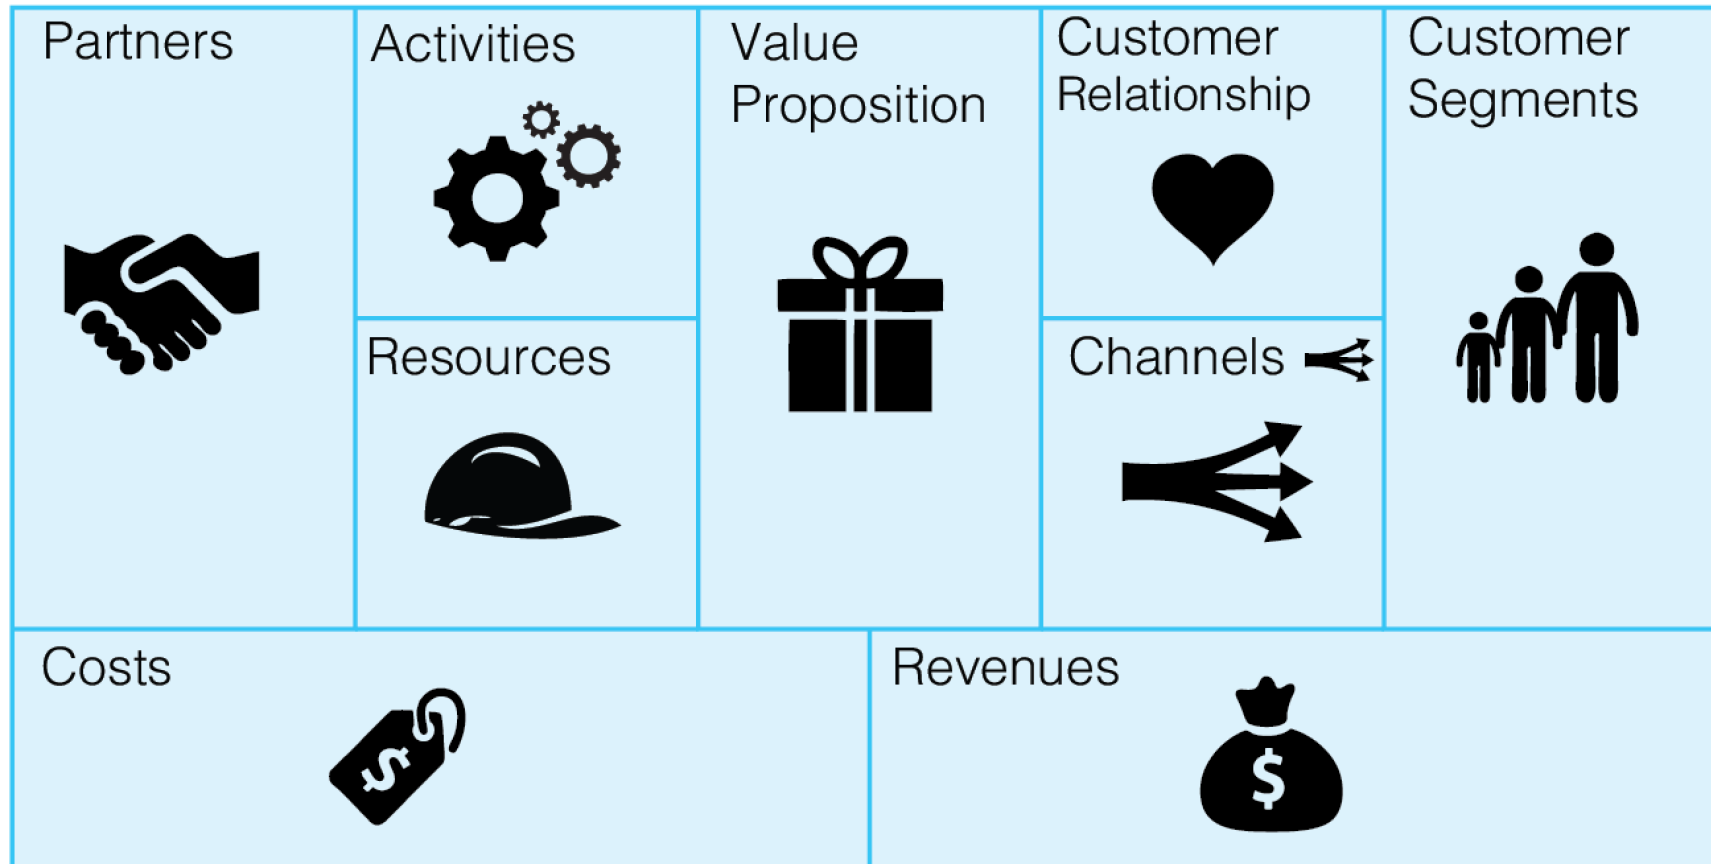 Partners
Activities
Value
Proposition
Customer
Relationship
Customer
Segments
Resources
Channels
Costs
$
Revenues
$